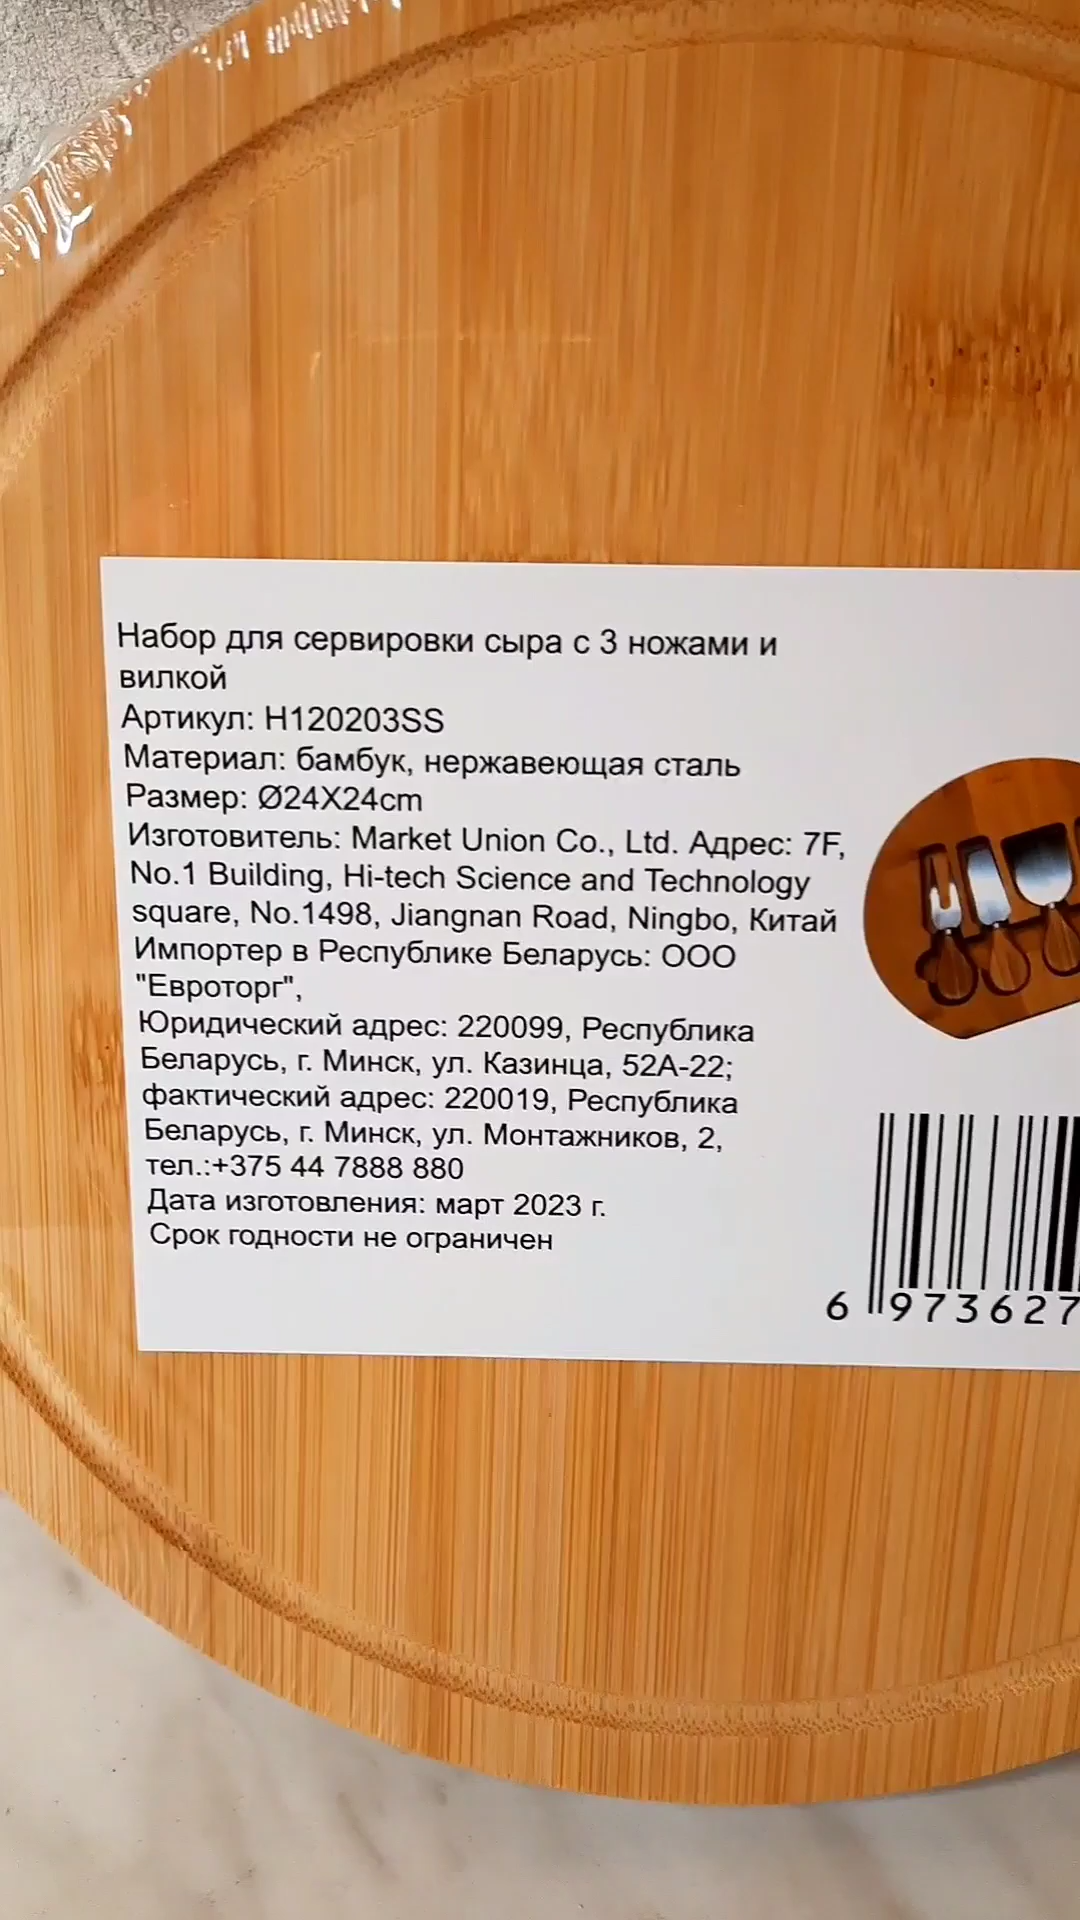 Набор для сервировки сыра с 3 ножами и
вилкой
Артикул: H120203SS
Материал: бамбук, нержавеющая сталь
Размер: Ø24X24cm
Изготовитель: Market Union Co., Ltd. Адрес: 7F,
No.1 Building, Hi-tech Science and Technology
square, No.1498, Jiangnan Road, Ningbo, Китай
Импортер в Республике Беларусь: ООО
"Евроторг",
Юридический адрес: 220099, Республика
Беларусь, г. Минск, ул. Казинца, 52А-22;
фактический адрес: 220019, Республика
Беларусь, г. Минск, ул. Монтажников, 2,
тел.:+375 44 7888 880
Дата изготовления: март 2023 г.
Срок годности не ограничен
6 973627